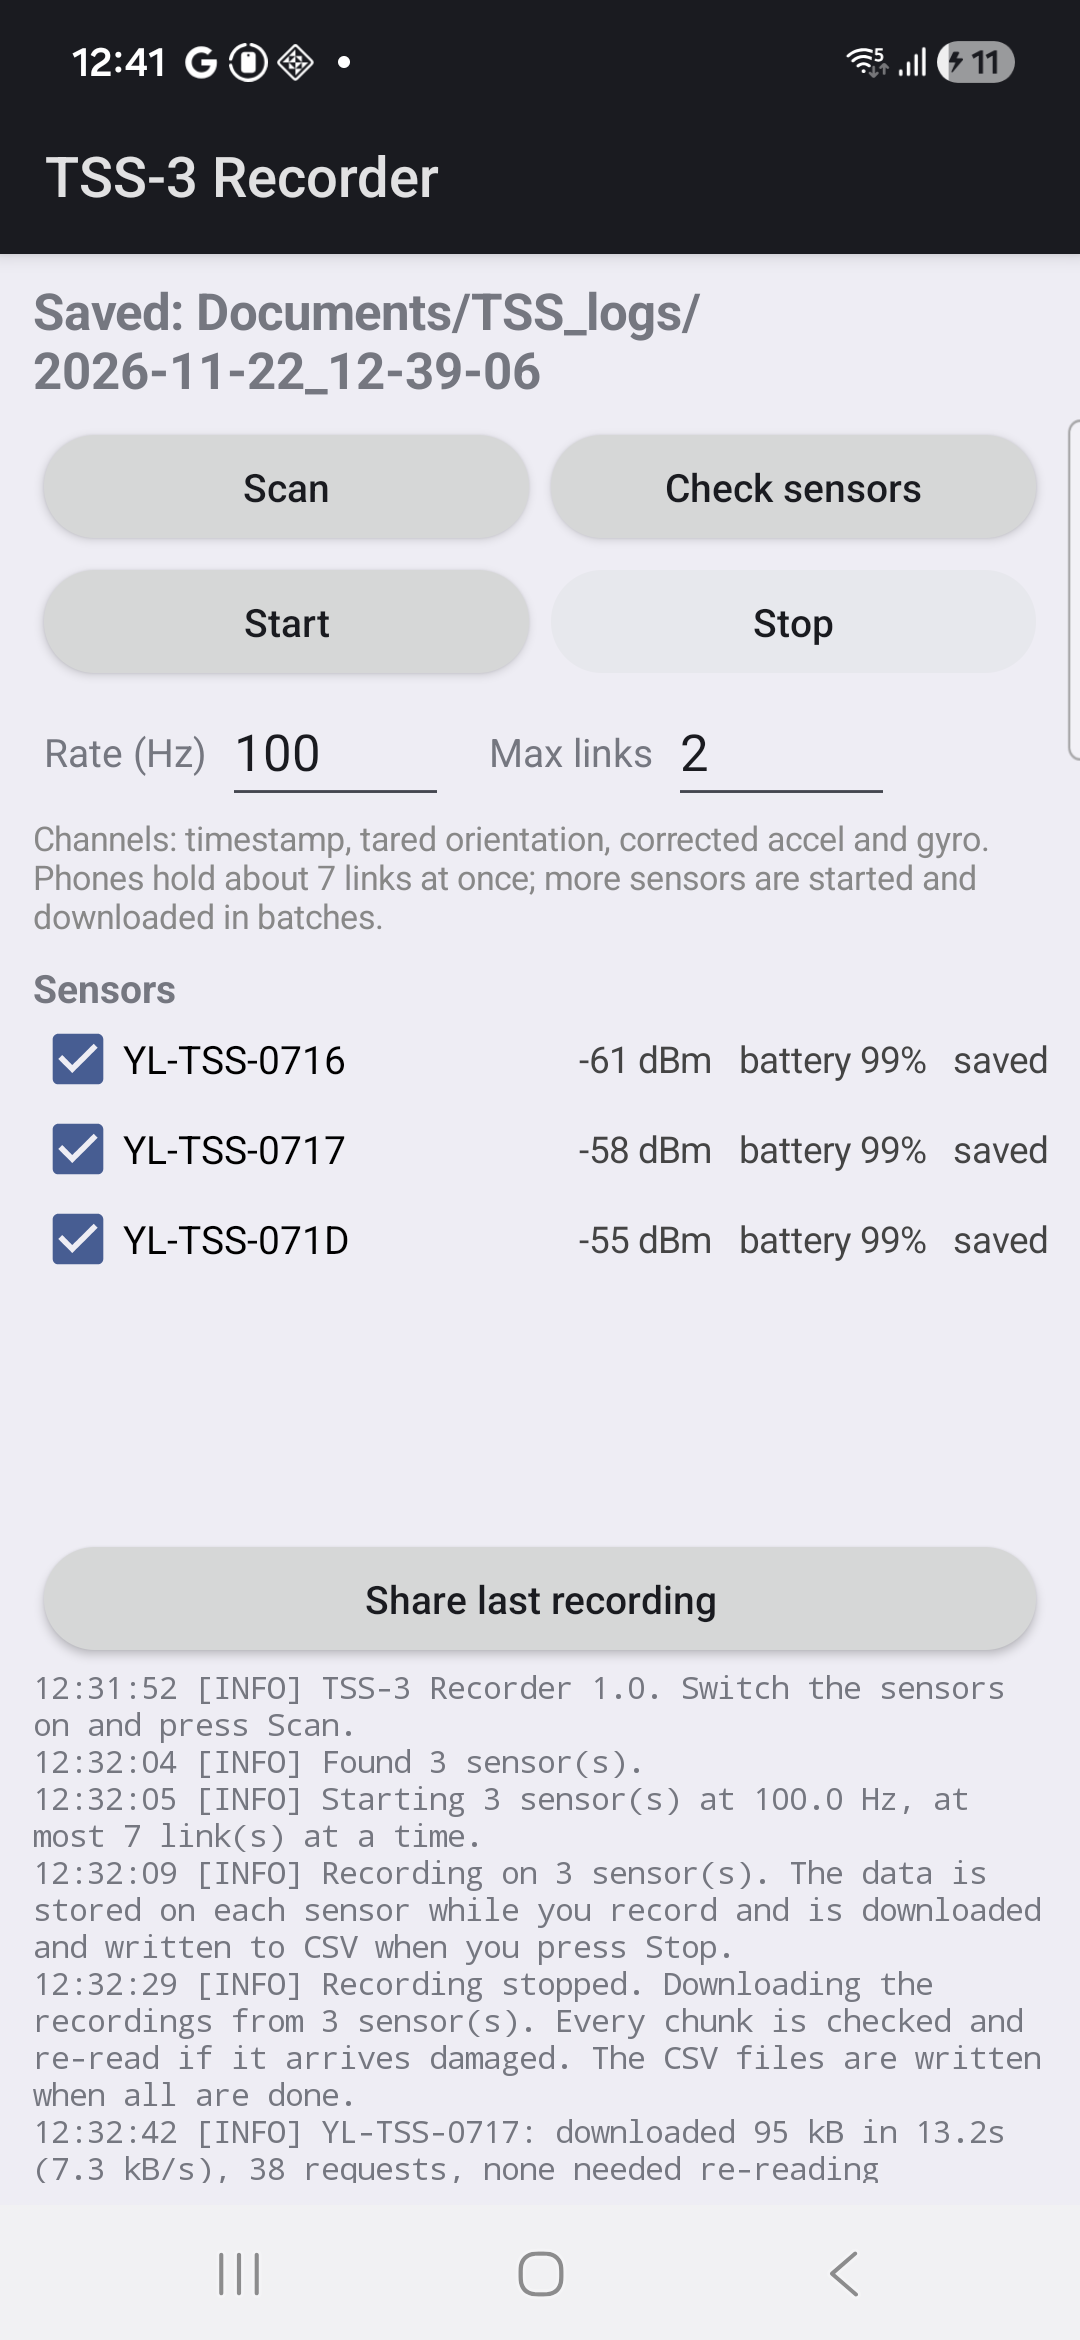 12:41
5
11
TSS-3 Recorder
Saved: Documents/TSS_logs/
2026-11-22_12-39-06
Scan
Check sensors
Start
Stop
Rate (Hz) 100 Max links 2
Channels: timestamp, tared orientation, corrected accel and gyro.
Phones hold about 7 links at once; more sensors are started and
downloaded in batches.
Sensors
YL-TSS-0716 -61 dBm battery 99% saved
YL-TSS-0717 -58 dBm battery 99% saved
YL-TSS-071D -55 dBm battery 99% saved
Share last recording
12:31:52 [INFO] TSS-3 Recorder 1.0. Switch the sensors
on and press Scan.
12:32:04 [INFO] Found 3 sensor(s).
12:32:05 [INFO] Starting 3 sensor(s) at 100.0 Hz, at
most 7 link(s) at a time.
12:32:09 [INFO] Recording on 3 sensor(s). The data is
stored on each sensor while you record and is downloaded
and written to CSV when you press Stop.
12:32:29 [INFO] Recording stopped. Downloading the
recordings from 3 sensor(s). Every chunk is checked and
re-read if it arrives damaged. The CSV files are written
when all are done.
12:32:42 [INFO] YL-TSS-0717: downloaded 95 kB in 13.2s
(7.3 kB/s), 38 requests, none needed re-reading